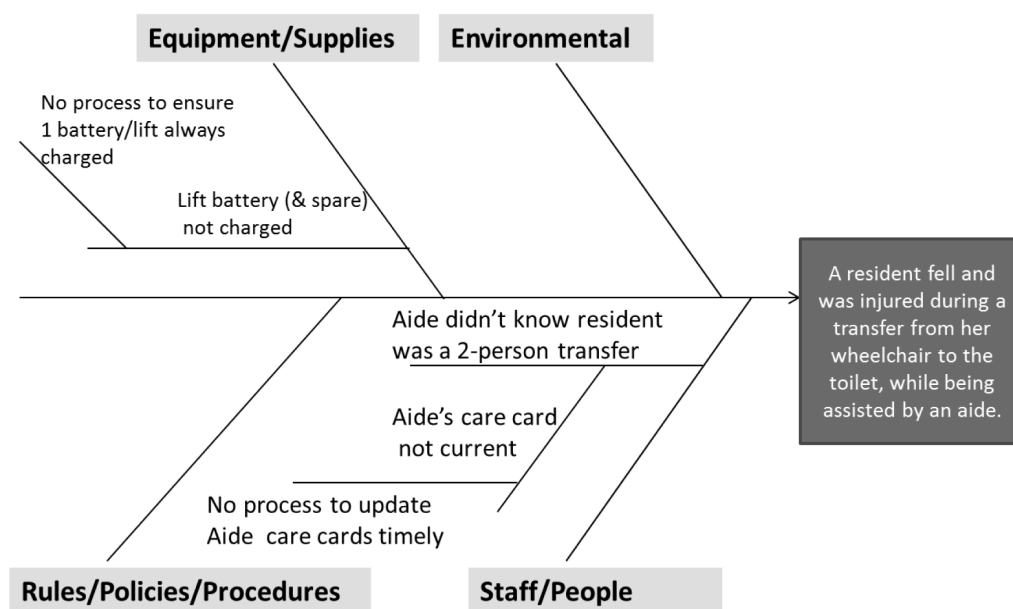 Equipment/Supplies
Environmental
No process to ensure
1 battery/lift always
charged
Lift battery (& spare)
not charged
A resident fell and
was injured during a
transfer from her
wheelchair to the
toilet, while being
assisted by an aide.
Aide didn’t know resident
was a 2-person transfer
Aide’s care card
not current
No process to update
Aide care cards timely
Rules/Policies/Procedures
Staff/People